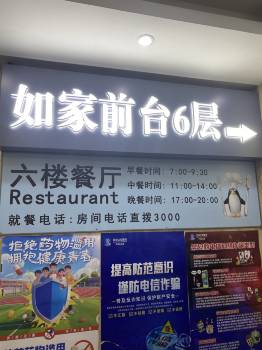 如家前台6层
六楼餐厅
Restaurant
早餐时间：7:00-9:30
中餐时间：11:00-14:00
晚餐时间：17:00-20:00
就餐电话：房间电话直拨3000
拒绝药物滥用
拥抱健康青春
提高防范意识
谨防电信诈骗